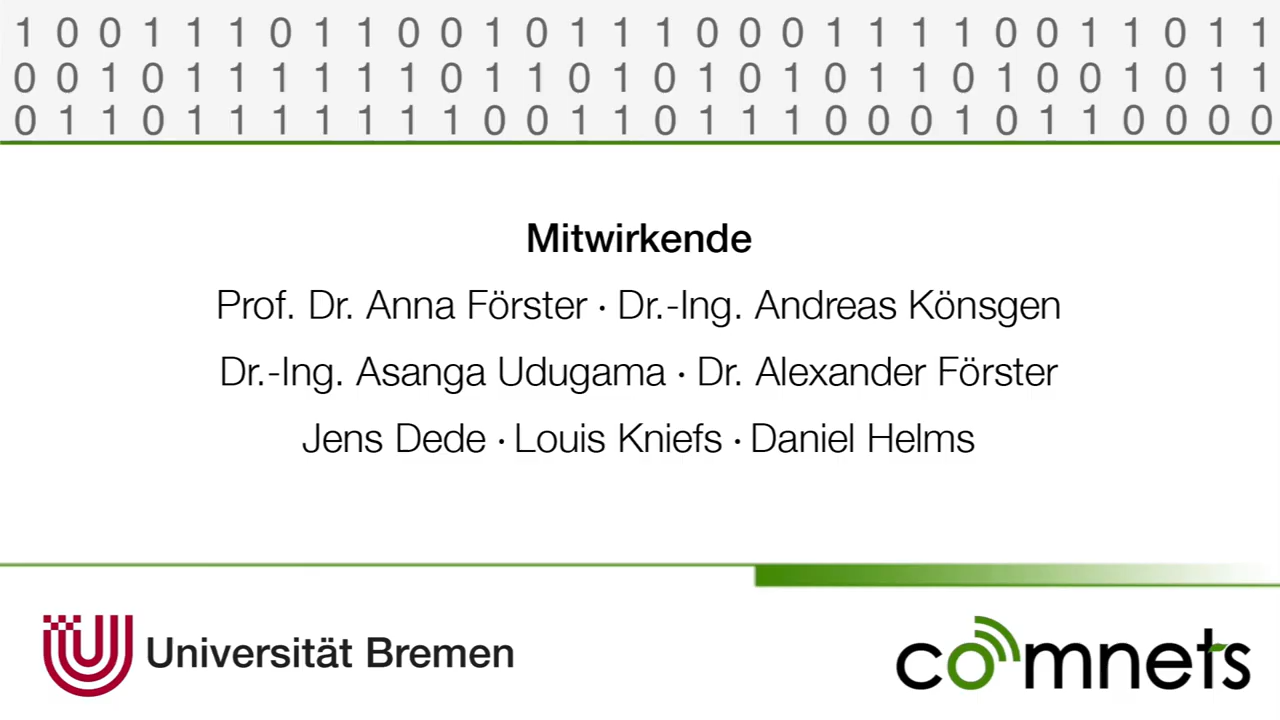 1 0 0 1 1 1 0 1 1 0 0 1 0 1 1 1 0 0 0 1 1 1 1 0 0 1 1 0 1 1
0 0 1 0 1 1 1 1 1 1 0 1 1 0 1 0 1 0 1 0 1 1 0 1 0 0 1 0 1 1
0 1 1 0 1 1 1 1 1 1 1 0 0 1 1 0 1 1 1 0 0 0 1 0 1 1 0 0 0 0
Mitwirkende
Prof. Dr. Anna Förster · Dr.-Ing. Andreas Könsgen
Dr.-Ing. Asanga Udugama · Dr. Alexander Förster
Jens Dede · Louis Kniefs · Daniel Helms
Universität Bremen
comnets